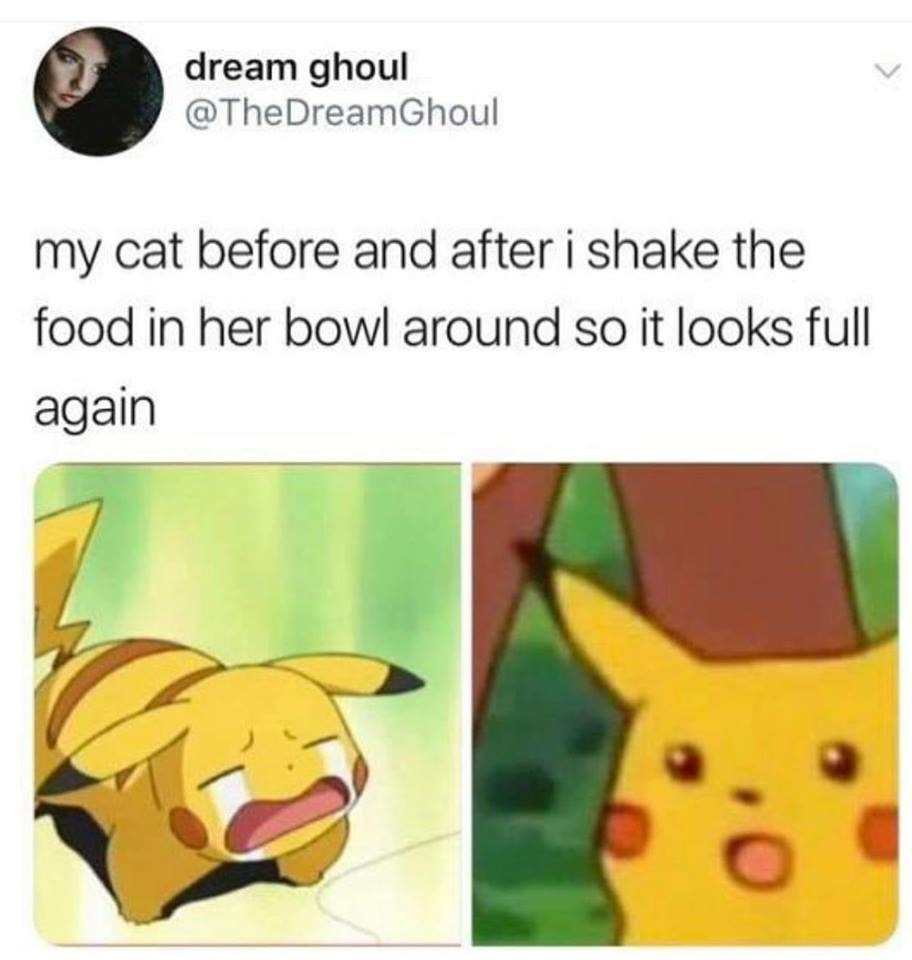 dream ghoul
@TheDreamGhoul
my cat before and after i shake the
food in her bowl around so it looks full
again